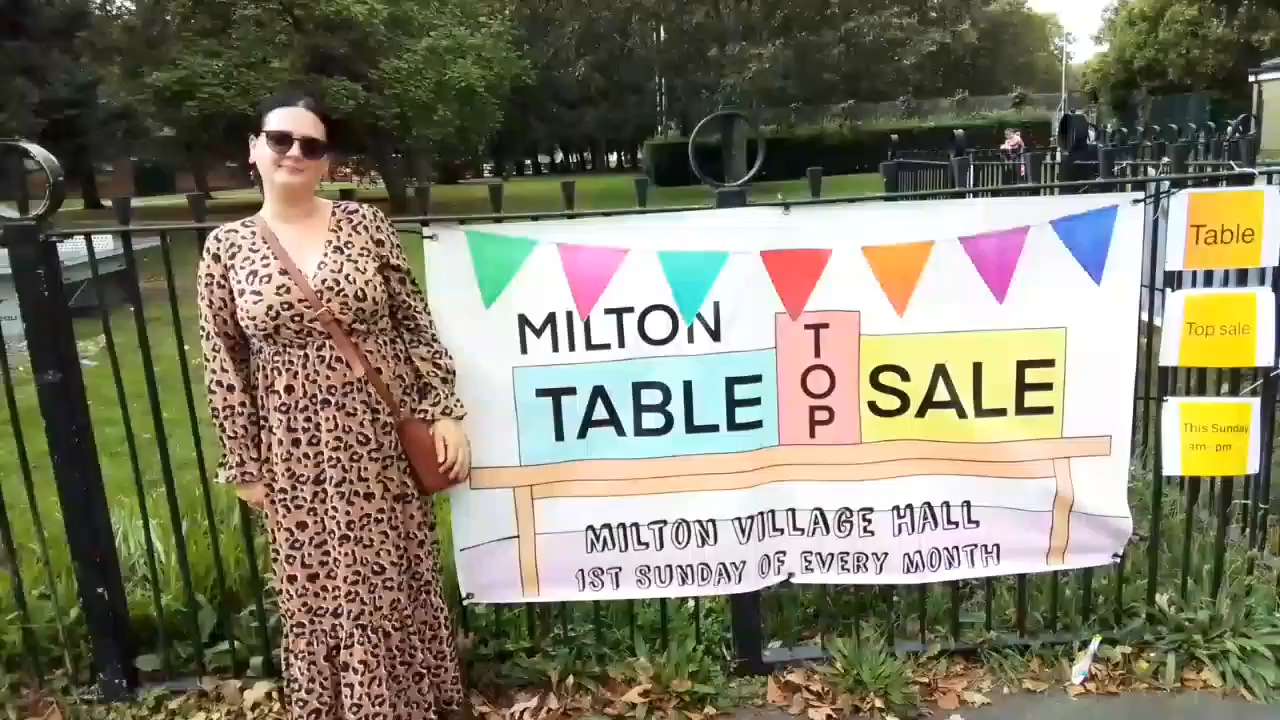 MILTON
TABLE TOP SALE
MILTON VILLAGE HALL
1ST SUNDAY OF EVERY MONTH
Table
Top sale
This Sunday
am - pm